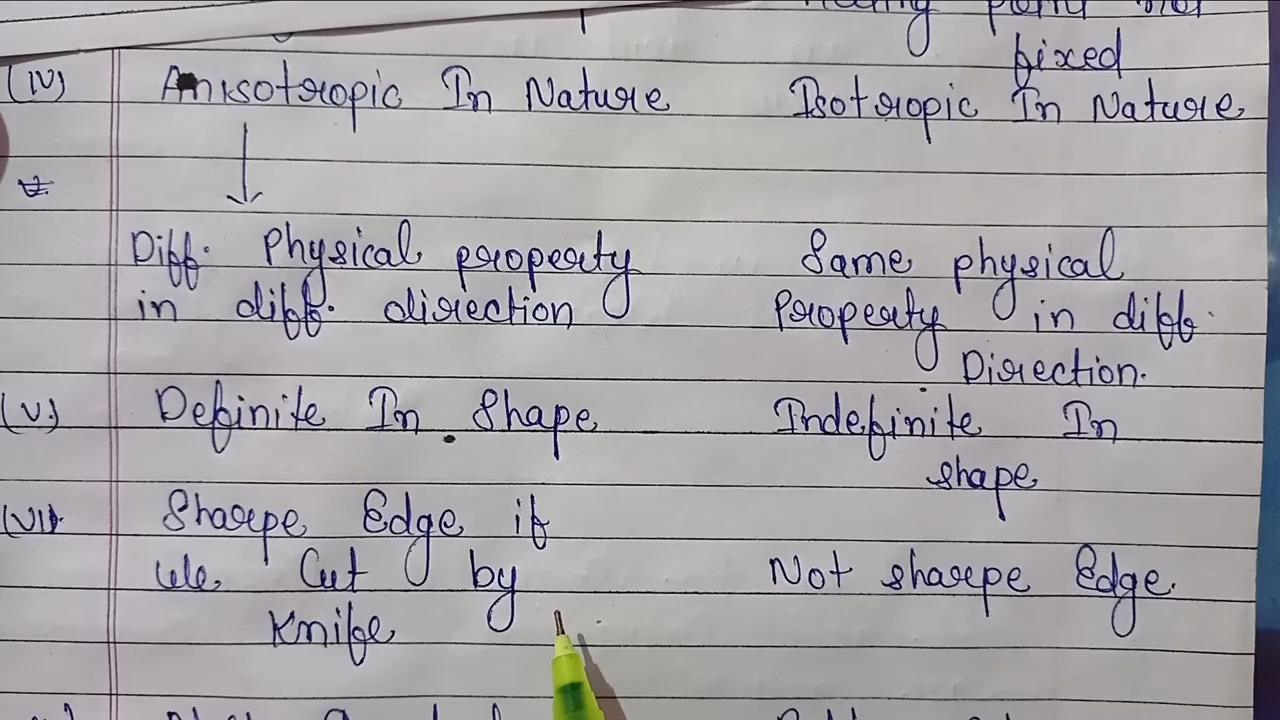 fixed
(IV) Anisotropic In Nature Isotropic In Nature
Diff. Physical property Same physical
in diff. direction Property in diff.
Direction.
(V.) Definite In Shape Indefinite In
shape
(VI). Sharpe Edge if
We Cut by Not sharpe Edge.
Knife